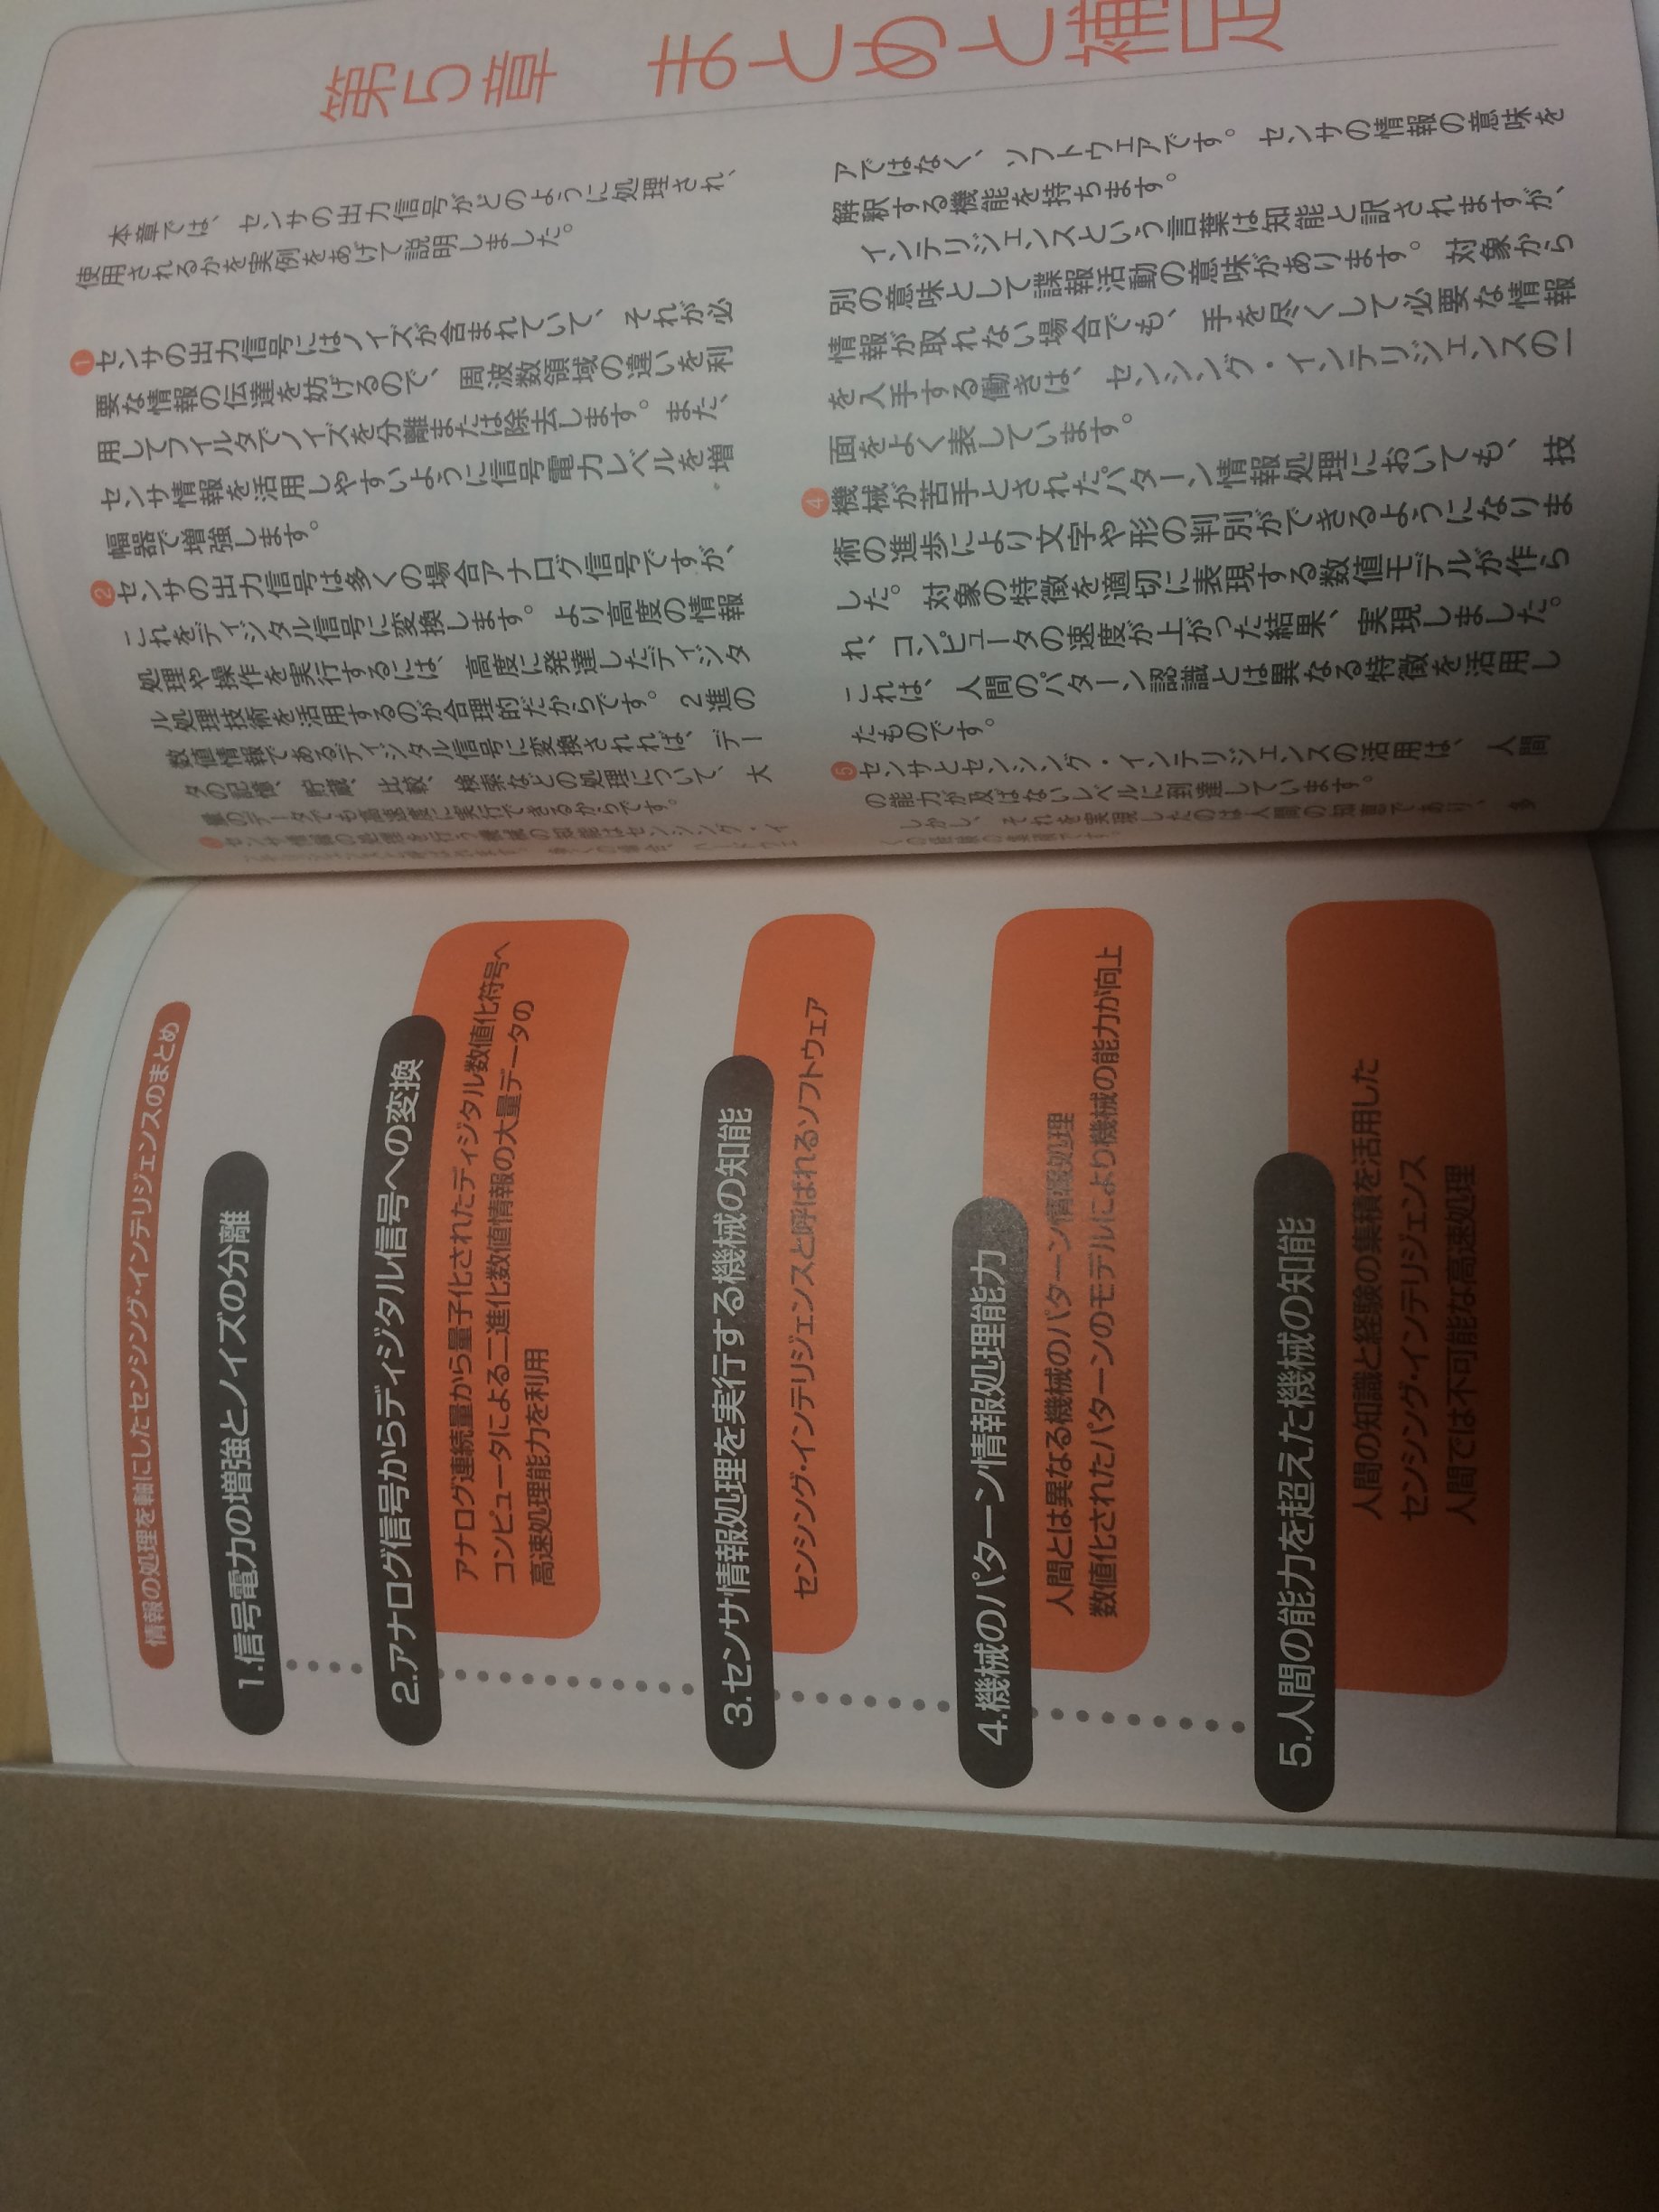 第5章 まとめと補足
本章では、センサの出力信号がどのように処理され、
使用されるかを実例をあげて説明しました。
❶センサの出力信号にはノイズが含まれていて、それが必
要な情報の伝達を妨げるので、周波数領域の違いを利
用してフイルタでノイズを分離または除去します。また、
センサ情報を活用しやすいように信号電力レベルを増
幅器で増強します。
❷センサの出力信号は多くの場合アナログ信号ですが、
これをディジタル信号に変換します。より高度の情報
処理や操作を実行するには、高度に発達したディジタ
ル処理技術を活用するのが合理的だからです。2進の
数値情報であるディジタル信号に変換されれば、デー
タの記憶、貯蔵、比較、検索などの処理について、大
量のデータでも高速度に実行できるからです。
センサ情報の処理を行う機械の知能はセンシング・イ
アではなく、ソフトウェアです。センサの情報の意味を
解釈する機能を持ちます。
インテリジェンスという言葉は知能と訳されますが、
別の意味として諜報活動の意味があります。対象から
情報が取れない場合でも、手を尽くして必要な情報
を入手する働きは、センシング・インテリジェンスの一
面をよく表しています。
❹機械が苦手とされたパターン情報処理においても、技
術の進歩により文字や形の判別ができるようになりま
した。対象の特徴を適切に表現する数値モデルが作ら
れ、コンピュータの速度が上がった結果、実現しました。
これは、人間のパターン認識とは異なる特徴を活用し
たものです。
❺センサとセンシング・インテリジェンスの活用は、人間
の能力が及ばないレベルに到達しています。
しかし、それを実現したのは人間の知恵であり、多
くの経験の集積です。
情報の処理を軸にしたセンシング・インテリジェンスのまとめ
1.信号電力の増強とノイズの分離
2.アナログ信号からディジタル信号への変換
アナログ連続量から量子化されたディジタル数値化符号へ
コンピュータによる二進化数値情報の大量データの
高速処理能力を利用
3.センサ情報処理を実行する機械の知能
センシング・インテリジェンスと呼ばれるソフトウェア
4.機械のパターン情報処理能力
人間とは異なる機械のパターン情報処理
数値化されたパターンのモデルにより機械の能力が向上
5.人間の能力を超えた機械の知能
人間の知識と経験の集積を活用した
センシング・インテリジェンス
人間では不可能な高速処理